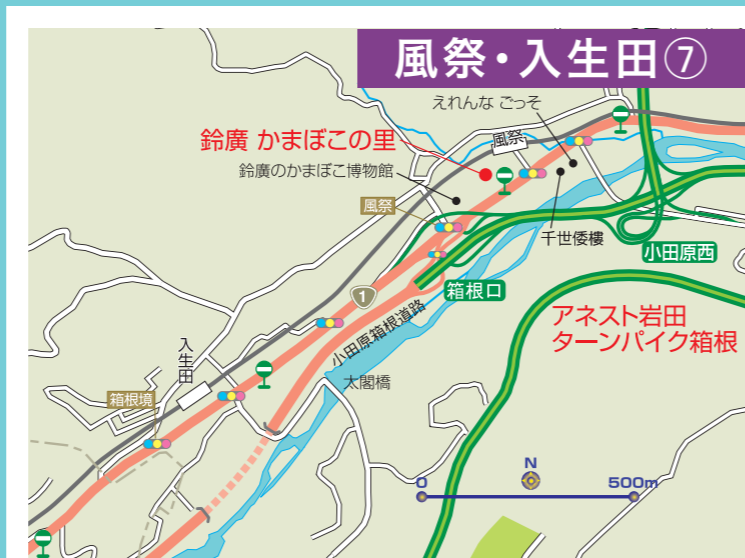 風祭・入生田⑦
えれんな ごっそ
鈴廣 かまぼこの里
風祭
鈴廣のかまぼこ博物館
風祭
千世倭樓
小田原西
箱根口
1
アネスト岩田
ターンパイク箱根
小田原箱根道路
入生田
太閤橋
箱根境
N
0
500m